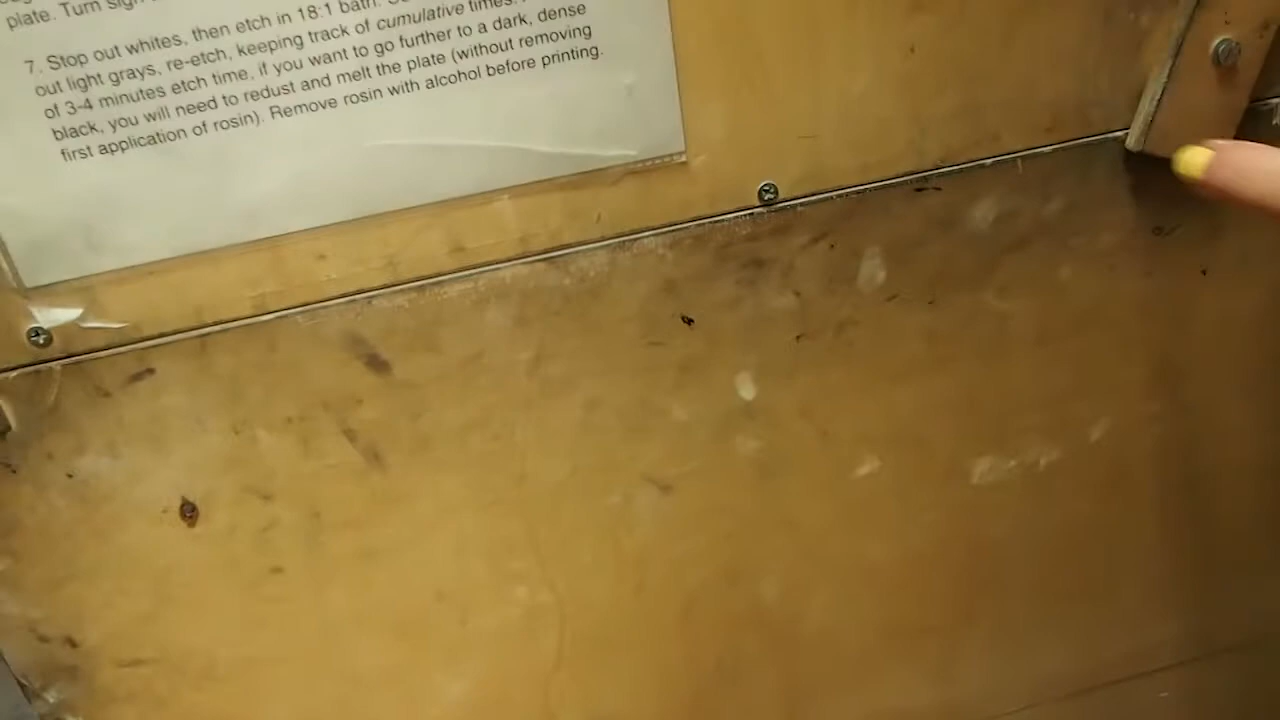 plate. Turn sign
7. Stop out whites, then etch in 18:1 bath.
out light grays, re-etch, keeping track of cumulative times.
of 3-4 minutes etch time, if you want to go further to a dark, dense
black, you will need to redust and melt the plate (without removing
first application of rosin). Remove rosin with alcohol before printing.